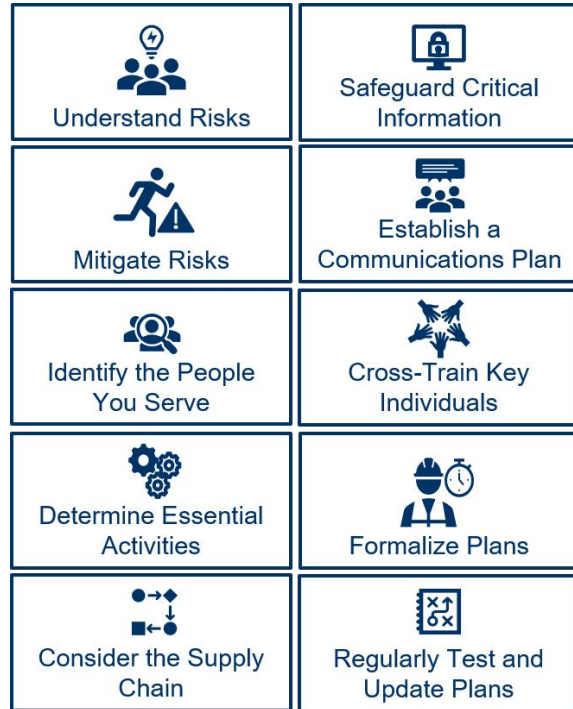 Understand Risks
Safeguard Critical
Information
Mitigate Risks
Establish a
Communications Plan
Identify the People
You Serve
Cross-Train Key
Individuals
Determine Essential
Activities
Formalize Plans
Consider the Supply
Chain
Regularly Test and
Update Plans